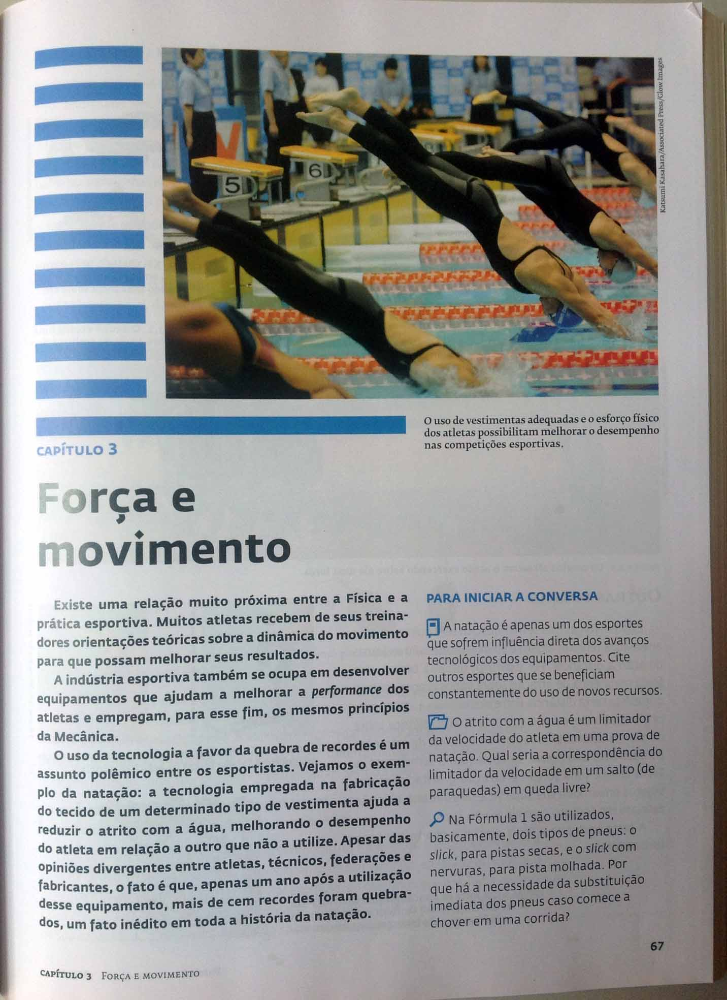 5
6
Katsumi Kasahara/Associated Press/Glow Images
O uso de vestimentas adequadas e o esforço físico
dos atletas possibilitam melhorar o desempenho
nas competições esportivas.
CAPÍTULO 3
Força e
movimento
Existe uma relação muito próxima entre a Física e a
prática esportiva. Muitos atletas recebem de seus treina-
dores orientações teóricas sobre a dinâmica do movimento
para que possam melhorar seus resultados.
A indústria esportiva também se ocupa em desenvolver
equipamentos que ajudam a melhorar a performance dos
atletas e empregam, para esse fim, os mesmos princípios
da Mecânica.
O uso da tecnologia a favor da quebra de recordes é um
assunto polêmico entre os esportistas. Vejamos o exem-
plo da natação: a tecnologia empregada na fabricação
do tecido de um determinado tipo de vestimenta ajuda a
reduzir o atrito com a água, melhorando o desempenho
do atleta em relação a outro que não a utilize. Apesar das
opiniões divergentes entre atletas, técnicos, federações e
fabricantes, o fato é que, apenas um ano após a utilização
desse equipamento, mais de cem recordes foram quebra-
dos, um fato inédito em toda a história da natação.
PARA INICIAR A CONVERSA
A natação é apenas um dos esportes
que sofrem influência direta dos avanços
tecnológicos dos equipamentos. Cite
outros esportes que se beneficiam
constantemente do uso de novos recursos.
O atrito com a água é um limitador
da velocidade do atleta em uma prova de
natação. Qual seria a correspondência do
limitador da velocidade em um salto (de
paraquedas) em queda livre?
Na Fórmula 1 são utilizados,
basicamente, dois tipos de pneus: o
slick, para pistas secas, e o slick com
nervuras, para pista molhada. Por
que há a necessidade da substituição
imediata dos pneus caso comece a
chover em uma corrida?
67
CAPÍTULO 3 FORÇA E MOVIMENTO